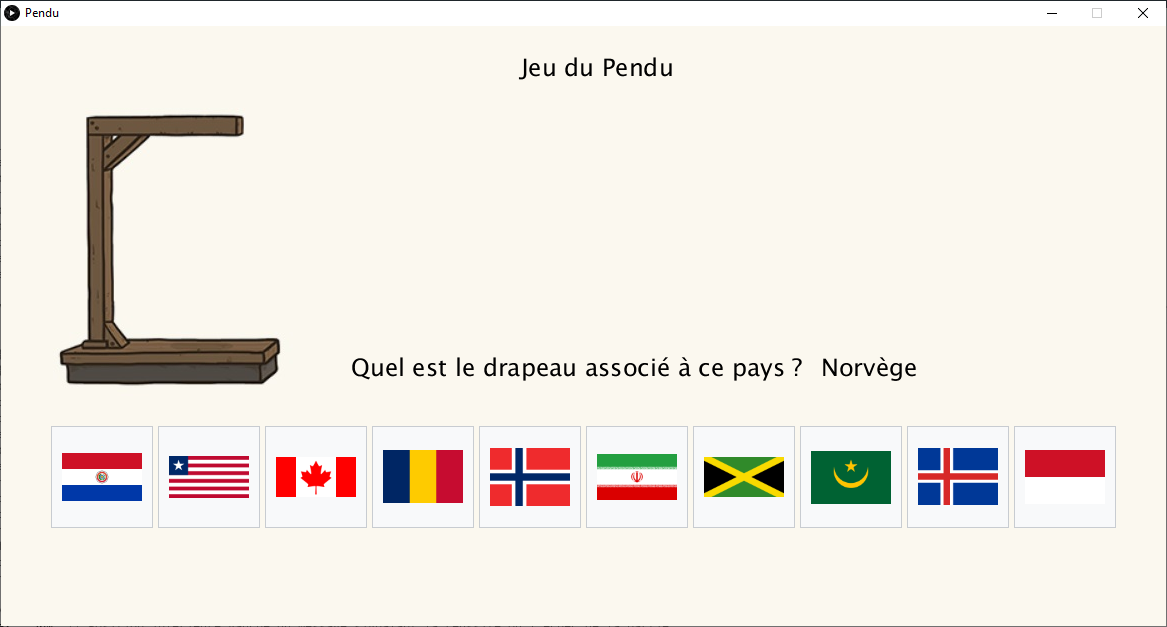 Pendu
Jeu du Pendu
Quel est le drapeau associé à ce pays ? Norvège